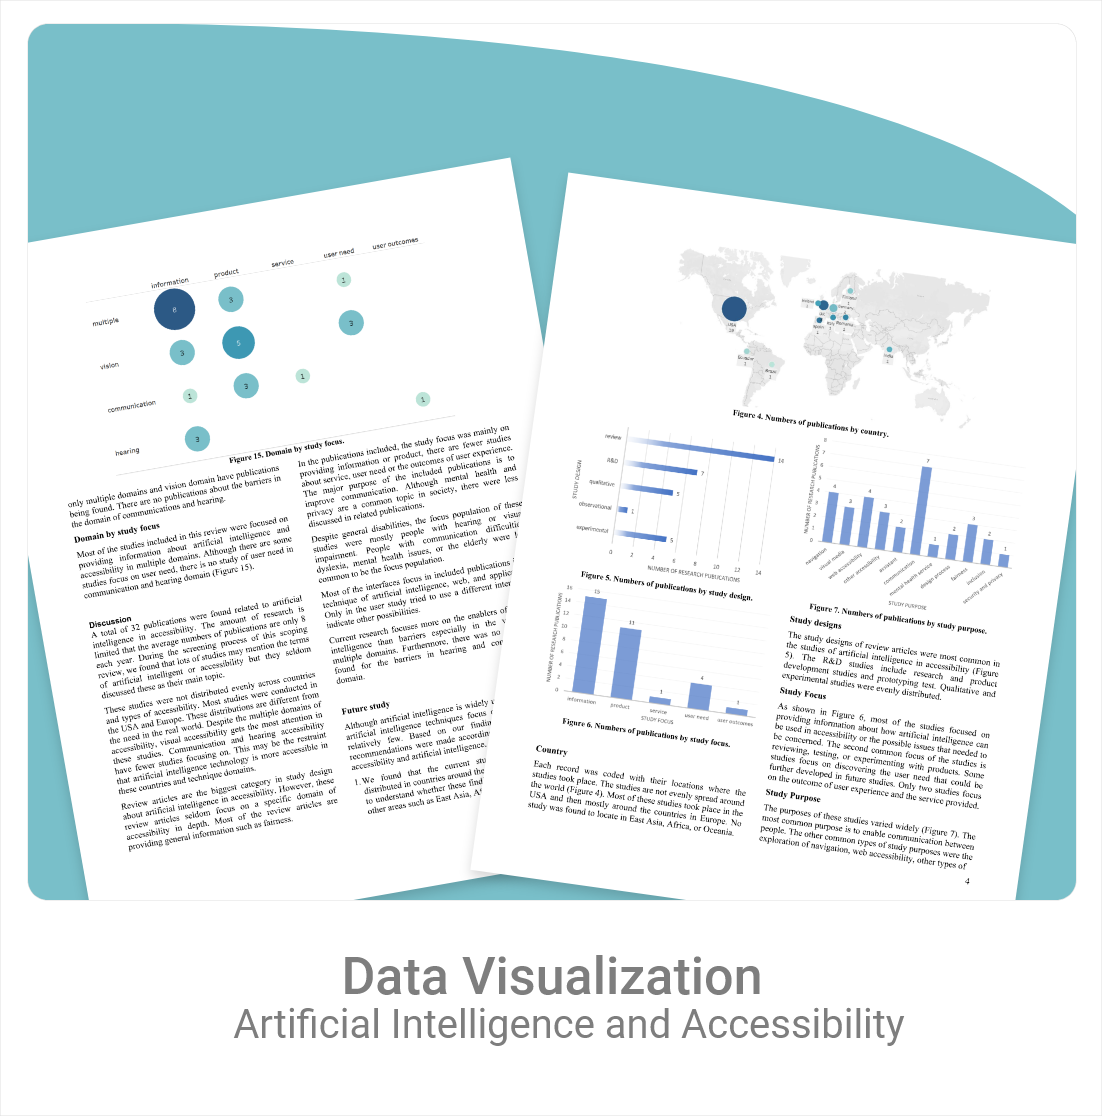 information
product
service
user need
user outcomes
multiple
8
3
1
vision
3
5
3
communication
1
3
1
hearing
3
1
Figure 15. Domain by study focus.
only multiple domains and vision domain have publications
being found. There are no publications about the barriers in
the domain of communications and hearing.
Domain by study focus
Most of the studies included in this review were focused on
providing information about artificial intelligence and
accessibility in multiple domains. Although there are some
studies focus on user need, there is no study of user need in
communication and hearing domain (Figure 15).
Discussion
A total of 32 publications were found related to artificial
intelligence in accessibility. The amount of research is
limited that the average numbers of publications are only 8
each year. During the screening process of this scoping
review, we found that lots of studies may mention the terms
of artificial intelligent or accessibility but they seldom
discussed these as their main topic.
These studies were not distributed evenly across countries
and types of accessibility. Most studies were conducted in
the USA and Europe. These distributions are different from
the need in the real world. Despite the multiple domains of
accessibility, visual accessibility gets the most attention in
these studies. Communication and hearing accessibility
have fewer studies focusing on. This may be the restraint
that artificial intelligence technology is more accessible in
these countries and technique domains.
Review articles are the biggest category in study design
about artificial intelligence in accessibility. However, these
review articles seldom focus on a specific domain of
accessibility in depth. Most of the review articles are
providing general information such as fairness.
In the publications included, the study focus was mainly on
providing information or product, there are fewer studies
about service, user need or the outcomes of user experience.
The major purpose of the included publications is to
improve communication. Although mental health and
privacy are a common topic in society, there were less
discussed in related publications.
Despite general disabilities, the focus population of these
studies were mostly people with hearing or visu
impairment. People with communication difficultie
dyslexia, mental health issues, or the elderly were l
common to be the focus population.
Most of the interfaces focus in included publications i
technique of artificial intelligence, web, and applica
Only in the user study tried to use a different inter
indicate other possibilities.
Current research focuses more on the enablers of
intelligence than barriers especially in the v
multiple domains. Furthermore, there was no
found for the barriers in hearing and con
domain.
Future study
Although artificial intelligence is widely
artificial intelligence techniques focus
relatively few. Based on our findin
recommendations were made accordin
accessibility and artificial intelligence.
1. We found that the current stu
distributed in countries around the
to understand whether these find
other areas such as East Asia, Af
USA
Finland
1
Ecuador
1
Brazil
1
India
Romania
1
Figure 4. Numbers of publications by country.
STUDY DESIGN
review
14
R&D
7
qualitative
5
observational
1
experimental
5
0 2 4 6 8 10 12 14
NUMBER OF RESEARCH PUBLICATIONS
Figure 5. Numbers of publications by study design.
NUMBER OF RESEARCH PUBLICATIONS
16
14
12
10
8
6
4
2
0
15
11
1
4
1
information
product
service
user need
user outcomes
STUDY FOCUS
Figure 6. Numbers of publications by study focus.
Country
Each record was coded with their locations where the
studies took place. The studies are not evenly spread around
the world (Figure 4). Most of these studies took place in the
USA and then mostly around the countries in Europe. No
study was found to locate in East Asia, Africa, or Oceania.
NUMBER OF RESEARCH PUBLICATIONS
8
7
6
5
4
3
2
1
0
4
3
4
3
2
7
1
2
3
2
1
navigation
visual media
web accessibility
other accessibility
assistant
communication
mental health service
design process
fairness
inclusion
security and privacy
STUDY PURPOSE
Figure 7. Numbers of publications by study purpose.
Study designs
The study designs of review articles were most common in
the studies of artificial intelligence in accessibility (Figure
5). The R&D studies include research and product
development studies and prototyping test. Qualitative and
experimental studies were evenly distributed.
Study Focus
As shown in Figure 6, most of the studies focused on
providing information about how artificial intelligence can
be used in accessibility or the possible issues that needed to
be concerned. The second common focus of the studies is
reviewing, testing, or experimenting with products. Some
studies focus on discovering the user need that could be
further developed in future studies. Only two studies focus
on the outcome of user experience and the service provided.
Study Purpose
The purposes of these studies varied widely (Figure 7). The
most common purpose is to enable communication between
people. The other common types of study purposes were the
exploration of navigation, web accessibility, other types of
4
Data Visualization
Artificial Intelligence and Accessibility